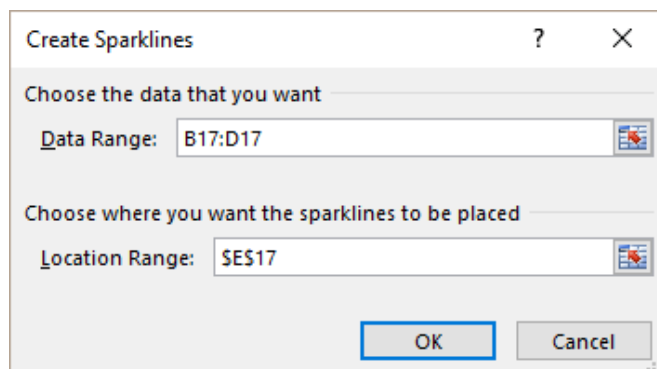 Create Sparklines ?
Choose the data that you want
Data Range: B17:D17
Choose where you want the sparklines to be placed
Location Range: $E$17
OK Cancel